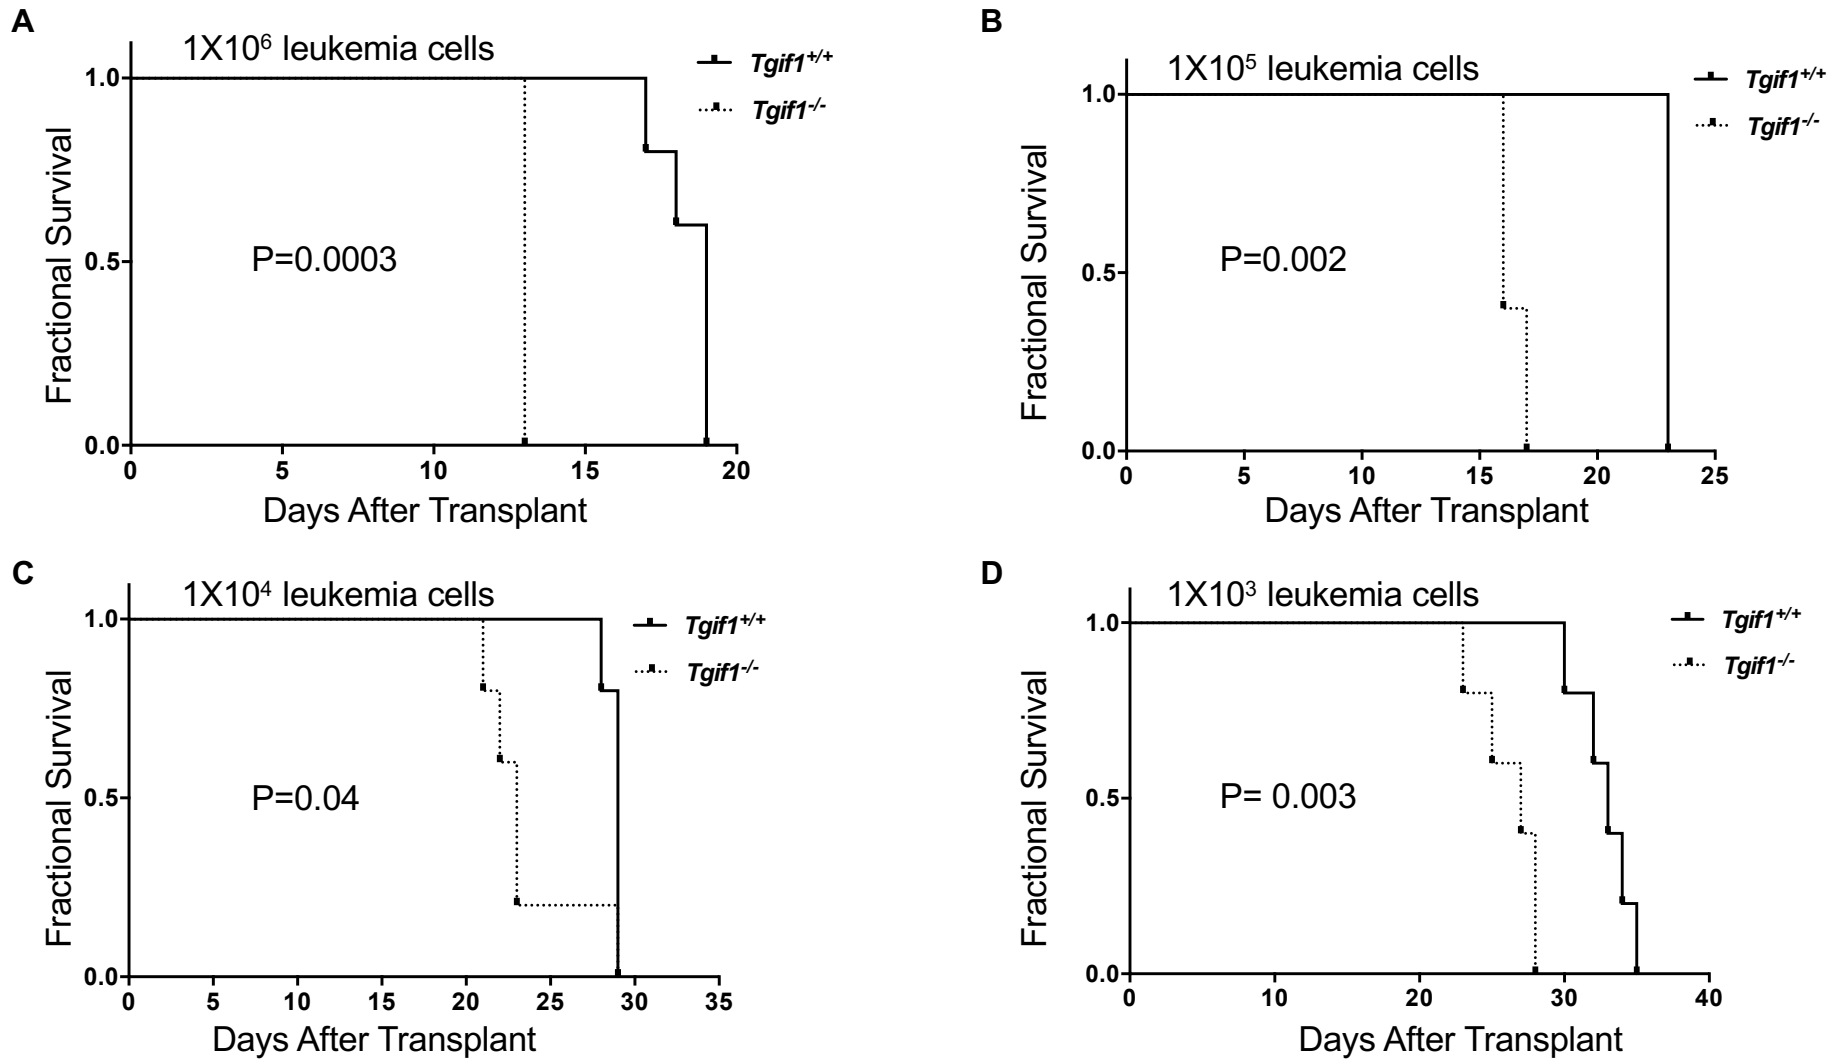 A
1X10⁶ leukemia cells
Tgif1⁺/⁺
Tgif1⁻/⁻
Fractional Survival
1.0
0.5
0.0
P=0.0003
0 5 10 15 20
Days After Transplant
B
1X10⁵ leukemia cells
Tgif1⁺/⁺
Tgif1⁻/⁻
Fractional Survival
1.0
0.5
0.0
P=0.002
0 5 10 15 20 25
Days After Transplant
C
1X10⁴ leukemia cells
Tgif1⁺/⁺
Tgif1⁻/⁻
Fractional Survival
1.0
0.5
0.0
P=0.04
0 5 10 15 20 25 30 35
Days After Transplant
D
1X10³ leukemia cells
Tgif1⁺/⁺
Tgif1⁻/⁻
Fractional Survival
1.0
0.5
0.0
P= 0.003
0 10 20 30 40
Days After Transplant